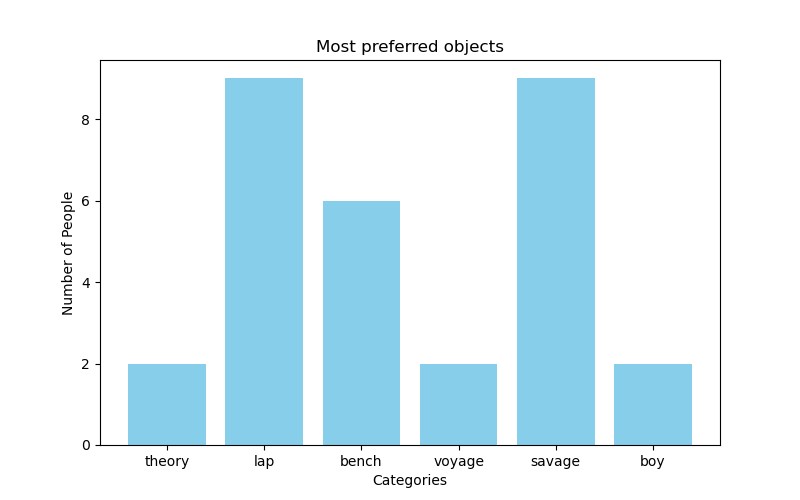 Most preferred objects
Number of People
8
6
4
2
0
theory lap bench voyage savage boy
Categories